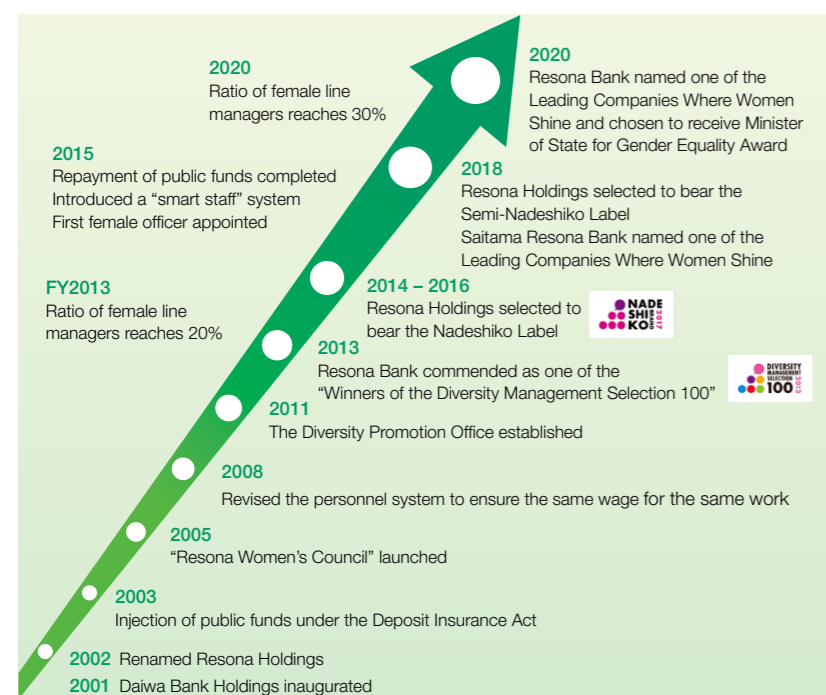 2020
Ratio of female line
managers reaches 30%
2020
Resona Bank named one of the
Leading Companies Where Women
Shine and chosen to receive Minister
of State for Gender Equality Award
2015
Repayment of public funds completed
Introduced a “smart staff” system
First female officer appointed
2018
Resona Holdings selected to bear the
Semi-Nadeshiko Label
Saitama Resona Bank named one of the
Leading Companies Where Women Shine
FY2013
Ratio of female line
managers reaches 20%
2014 – 2016
Resona Holdings selected to
bear the Nadeshiko Label
NADE
SHI
KO
BRAND
2017
2013
Resona Bank commended as one of the
“Winners of the Diversity Management Selection 100”
DIVERSITY
MANAGEMENT
SELECTION
100
2013
2011
The Diversity Promotion Office established
2008
Revised the personnel system to ensure the same wage for the same work
2005
“Resona Women’s Council” launched
2003
Injection of public funds under the Deposit Insurance Act
2002 Renamed Resona Holdings
2001 Daiwa Bank Holdings inaugurated